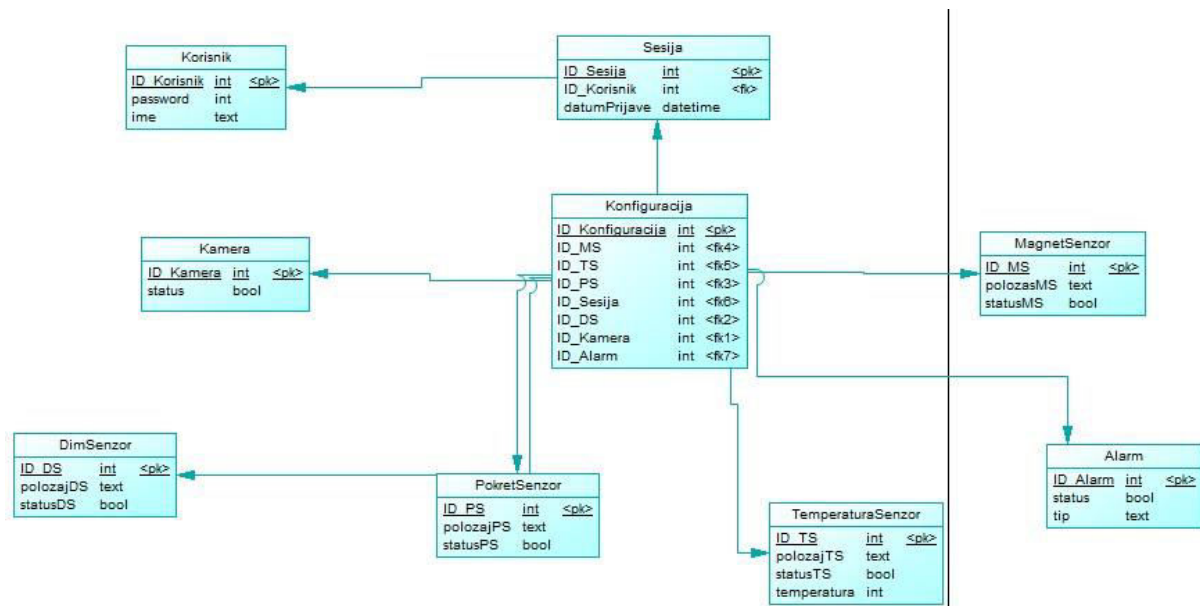 Korisnik
ID_Korisnik int <pk>
password int
ime text
Sesija
ID_Sesija int <pk>
ID_Korisnik int <fk>
datumPrijave datetime
Konfiguracija
ID_Konfiguracija int <pk>
ID_MS int <fk4>
ID_TS int <fk5>
ID_PS int <fk3>
ID_Sesija int <fk6>
ID_DS int <fk2>
ID_Kamera int <fk1>
ID_Alarm int <fk7>
Kamera
ID_Kamera int <pk>
status bool
MagnetSenzor
ID_MS int <pk>
polozasMS text
statusMS bool
DimSenzor
ID_DS int <pk>
polozajDS text
statusDS bool
PokretSenzor
ID_PS int <pk>
polozajPS text
statusPS bool
TemperaturaSenzor
ID_TS int <pk>
polozajTS text
statusTS bool
temperatura int
Alarm
ID_Alarm int <pk>
status bool
tip text